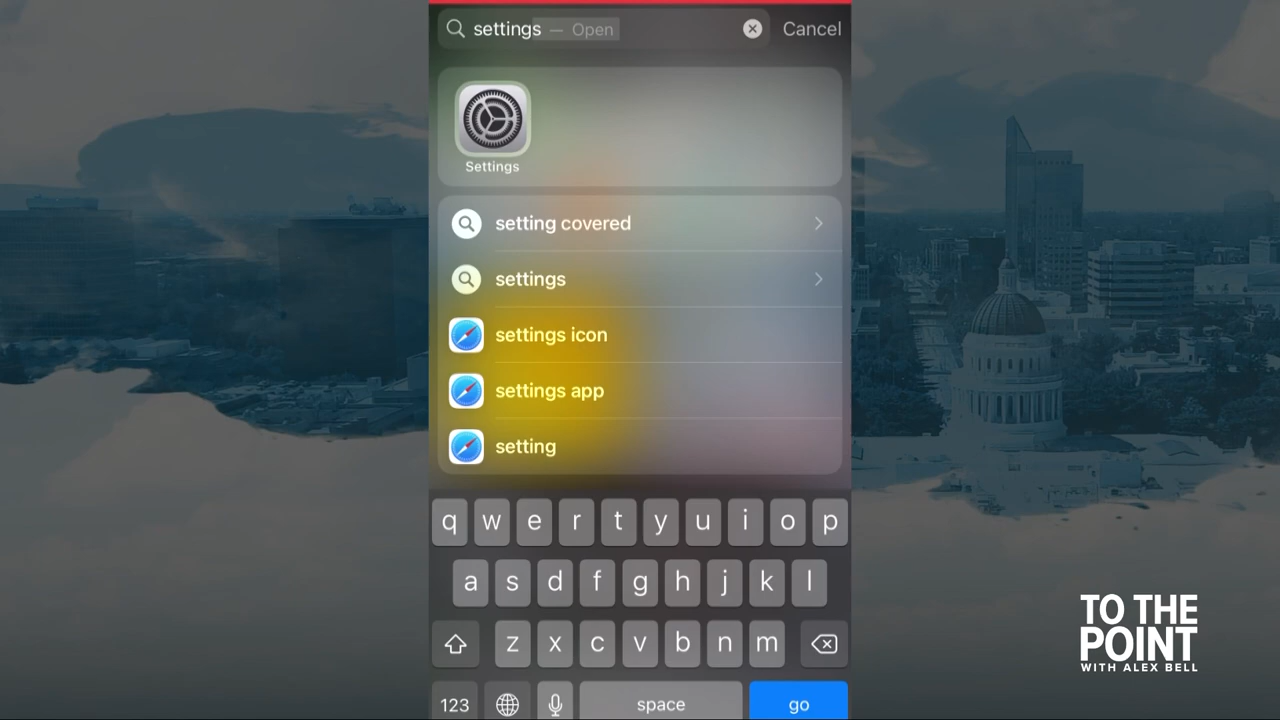 settings — Open
Cancel
Settings
setting covered
settings
settings icon
settings app
setting
q w e r t y u i o p
a s d f g h j k l
z x c v b n m
123
space
go
TO THE
POINT
WITH ALEX BELL